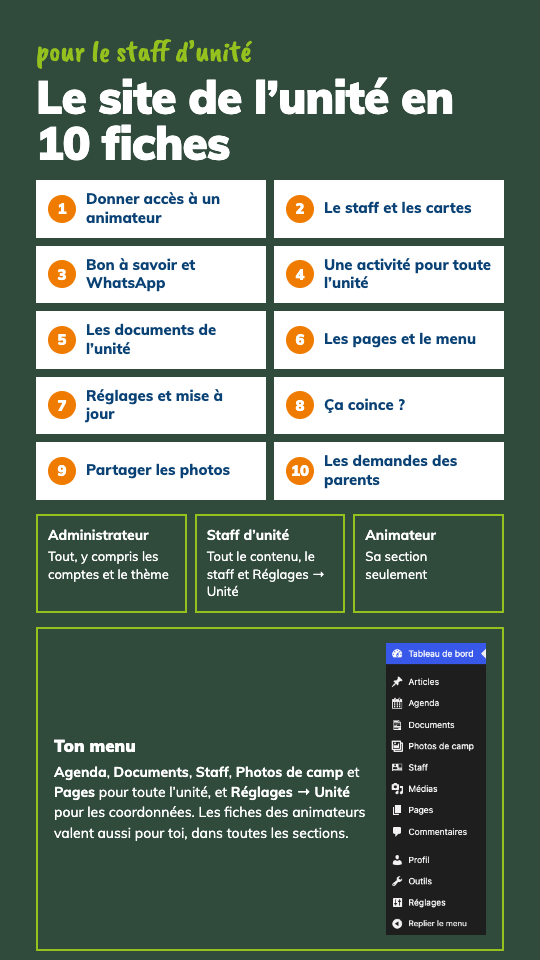 pour le staff d’unité
Le site de l’unité en
10 fiches
1
Donner accès à un
animateur
2
Le staff et les cartes
3
Bon à savoir et
WhatsApp
4
Une activité pour toute
l’unité
5
Les documents de
l’unité
6
Les pages et le menu
7
Réglages et mise à
jour
8
Ça coince ?
9
Partager les photos
10
Les demandes des
parents
Administrateur
Tout, y compris les
comptes et le thème
Staff d’unité
Tout le contenu, le
staff et Réglages →
Unité
Animateur
Sa section
seulement
Ton menu
Agenda, Documents, Staff, Photos de camp et
Pages pour toute l’unité, et Réglages → Unité
pour les coordonnées. Les fiches des animateurs
valent aussi pour toi, dans toutes les sections.
Tableau de bord
Articles
Agenda
Documents
Photos de camp
Staff
Médias
Pages
Commentaires
Profil
Outils
Réglages
Replier le menu